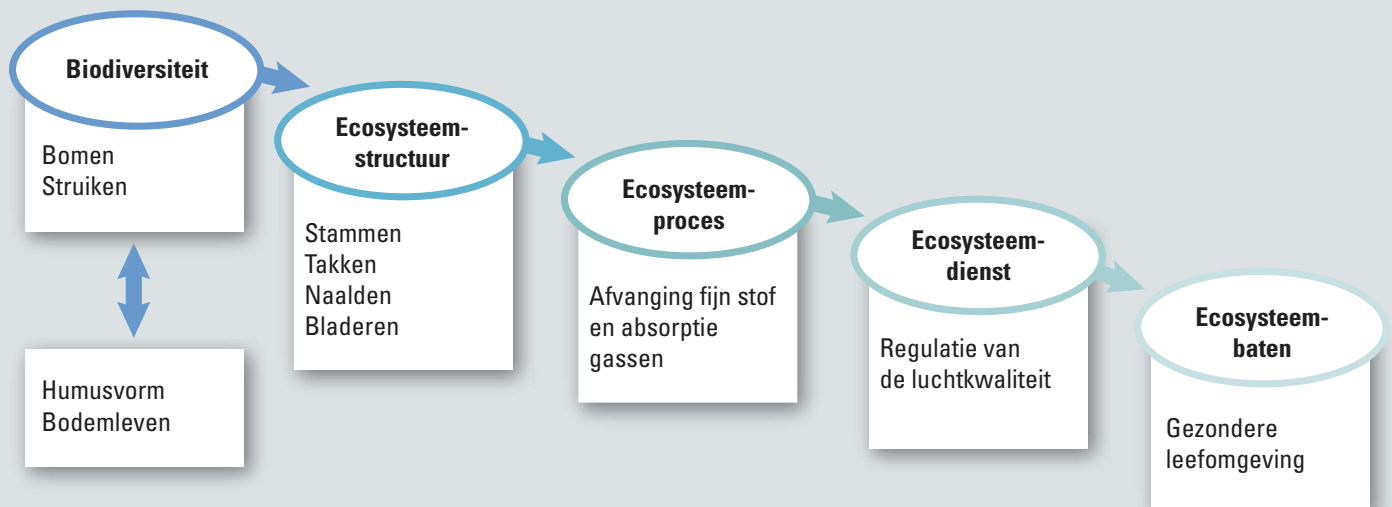 Biodiversiteit
Bomen
Struiken
Humusvorm
Bodemleven
Ecosysteem-
structuur
Stammen
Takken
Naalden
Bladeren
Ecosysteem-
proces
Afvanging fijn stof
en absorptie
gassen
Ecosysteem-
dienst
Regulatie van
de luchtkwaliteit
Ecosysteem-
baten
Gezondere
leefomgeving